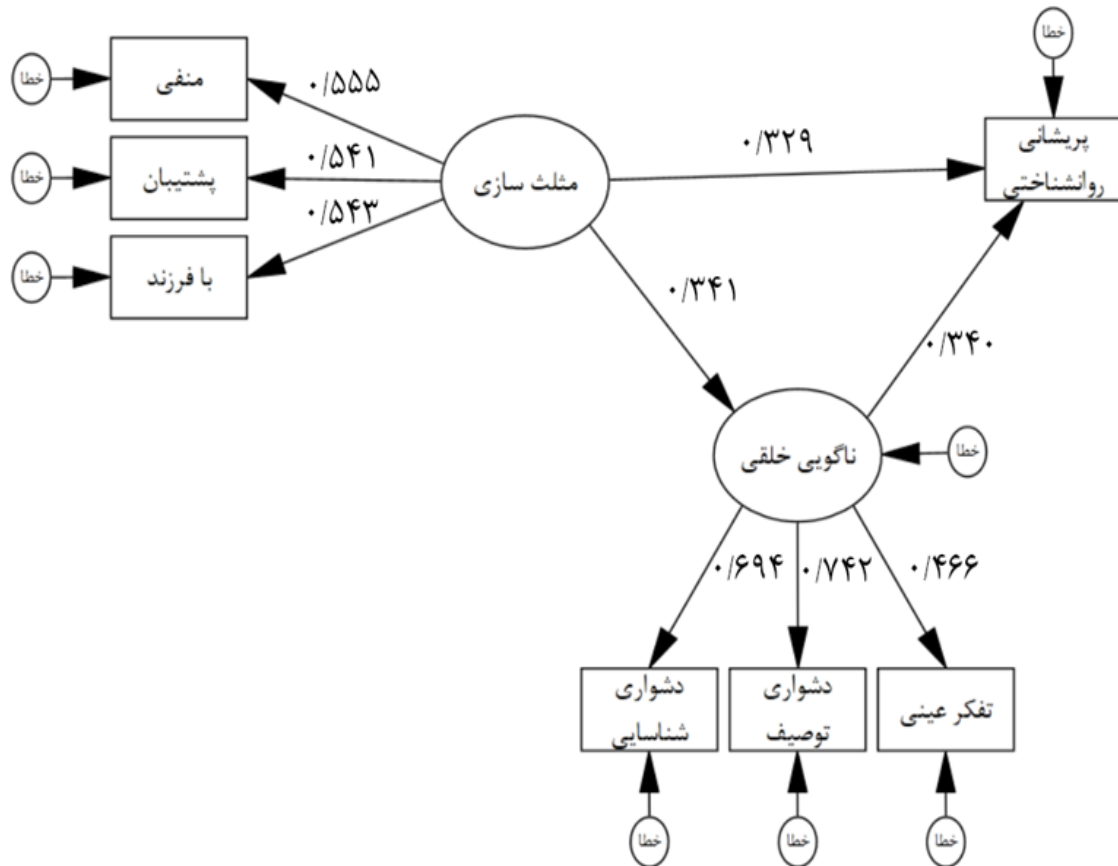 خطا
منفی
۰/۵۵۵
خطا
پشتیبان
۰/۵۴۱
خطا
با فرزند
۰/۵۴۳
مثلث سازی
۰/۳۲۹
خطا
پریشانی
روانشناختی
۰/۳۴۱
۰/۳۴۰
ناگویی خلقی
خطا
۰/۶۹۴
۰/۷۴۲
۰/۴۶۶
دشواری
شناسایی
دشواری
توصیف
تفکر عینی
خطا
خطا
خطا